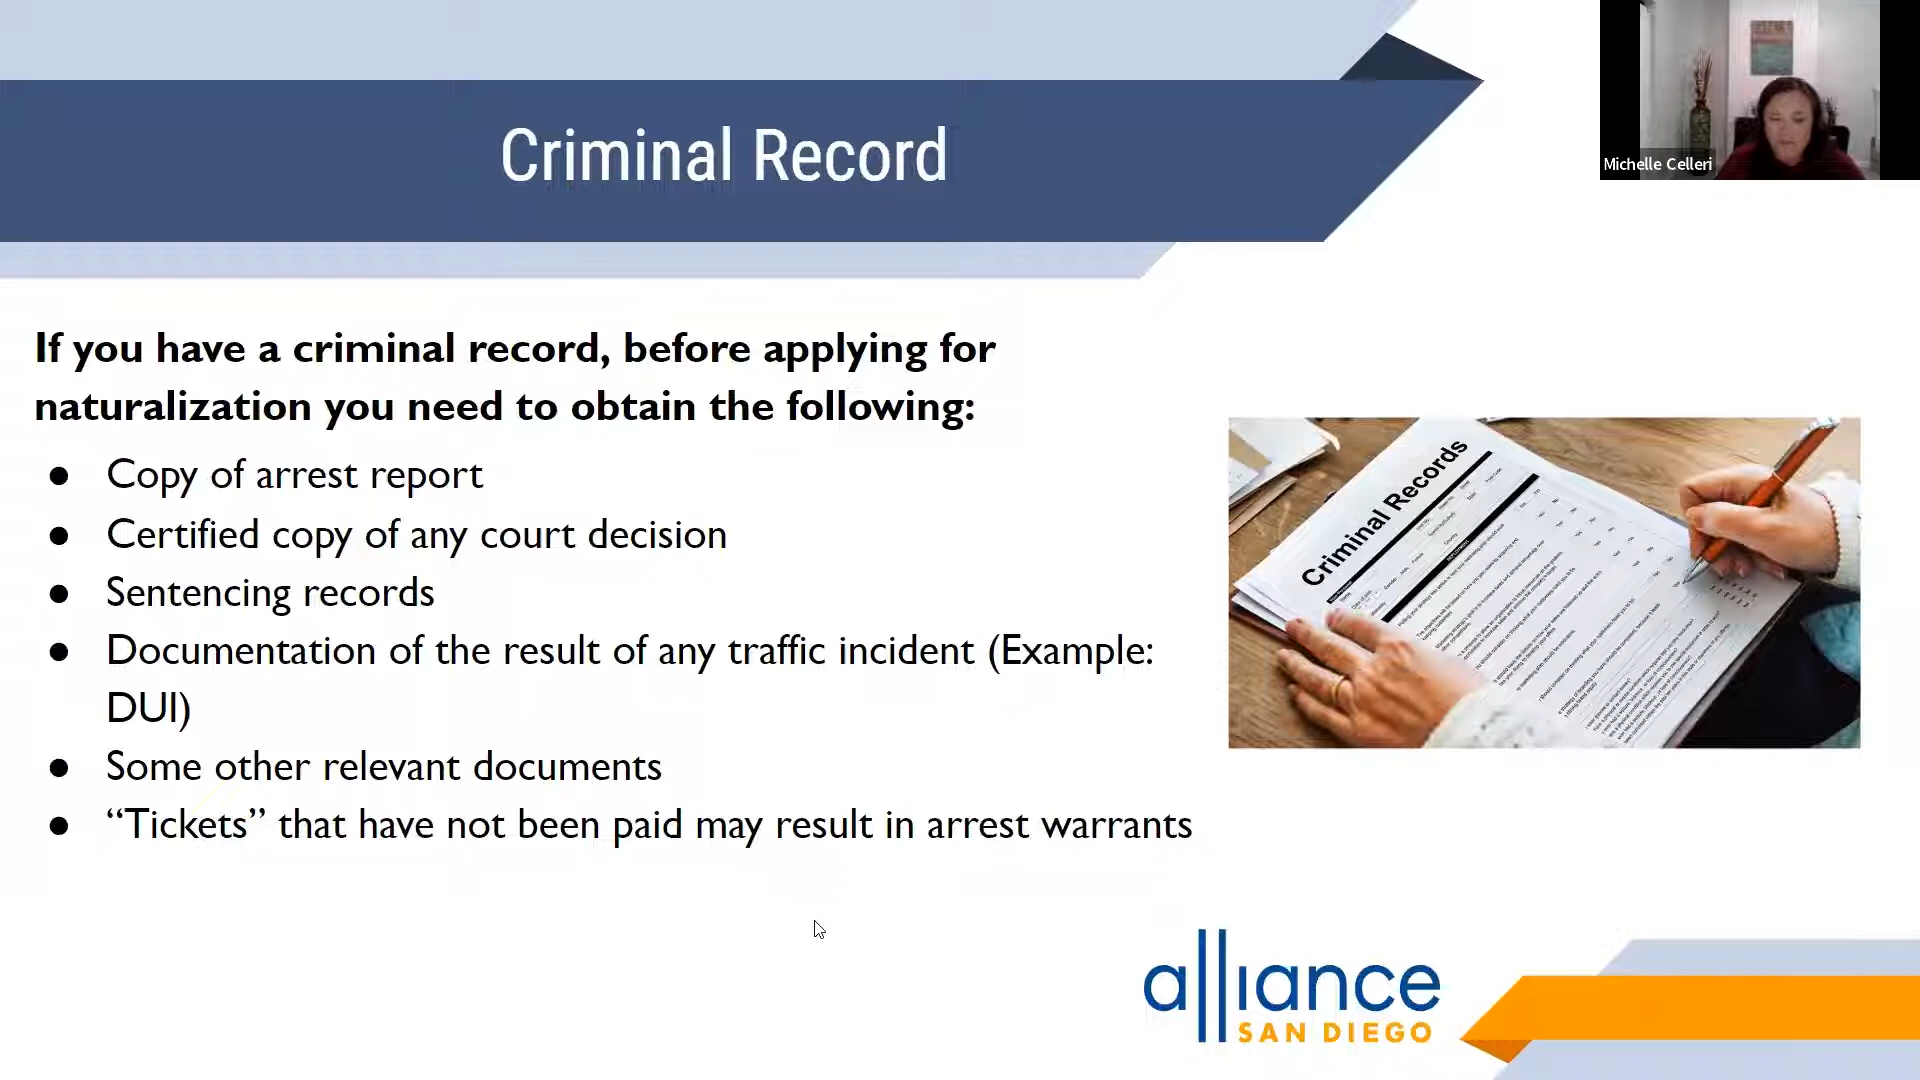 Criminal Record
Michelle Celleri
If you have a criminal record, before applying for
naturalization you need to obtain the following:
● Copy of arrest report
● Certified copy of any court decision
● Sentencing records
● Documentation of the result of any traffic incident (Example:
DUI)
● Some other relevant documents
● “Tickets” that have not been paid may result in arrest warrants
Criminal Records
alliance
SAN DIEGO